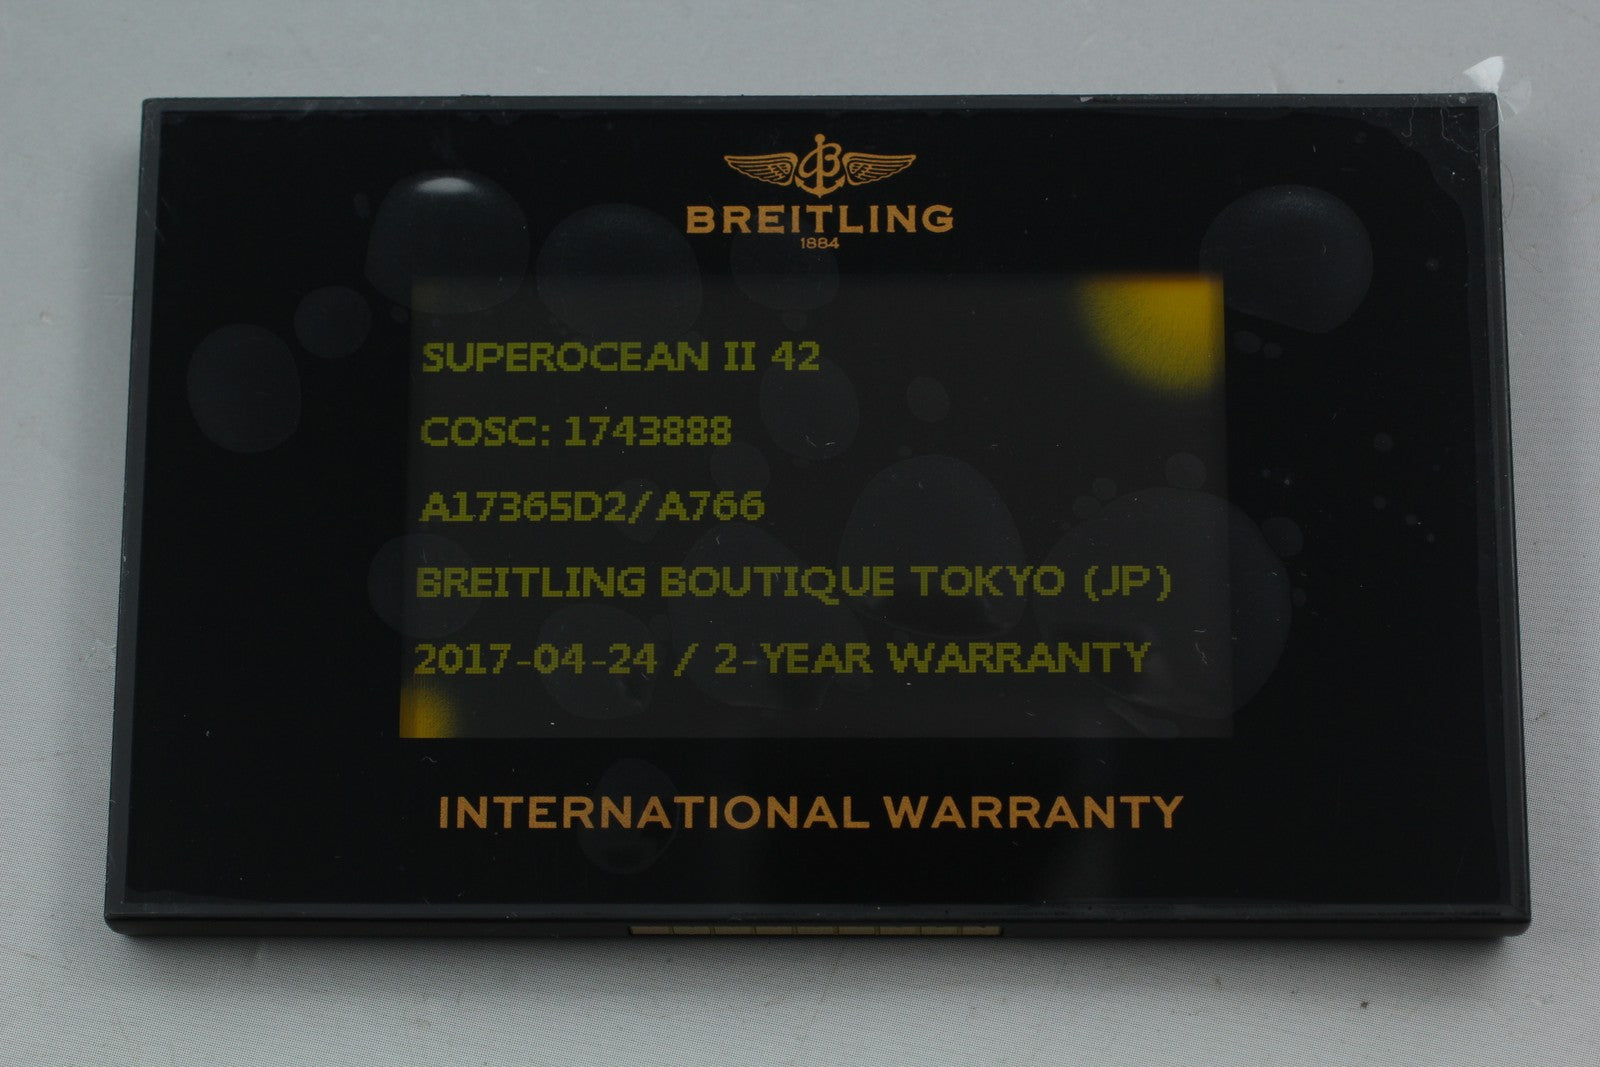 B
BREITLING
1884
SUPEROCEAN II 42
COSC: 1743888
A17365D2/A766
BREITLING BOUTIQUE TOKYO (JP)
2017-04-24 / 2-YEAR WARRANTY
INTERNATIONAL WARRANTY